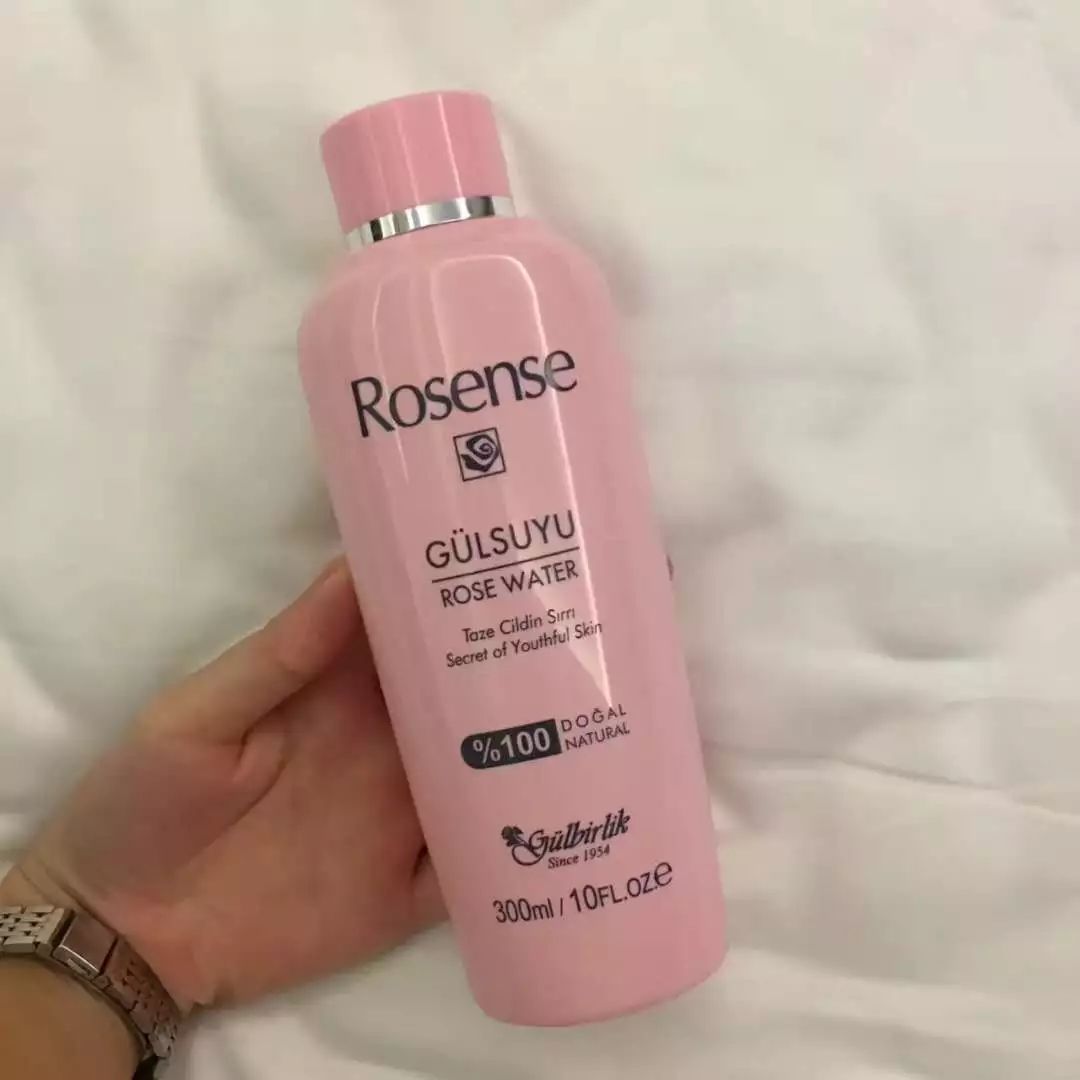 Rosense
GÜLSUYU
ROSE WATER
Taze Cildin Sırrı
Secret of Youthful Skin
%100 DOĞAL
NATURAL
Gülbirlik
Since 1954
300ml / 10FL.OZ.e